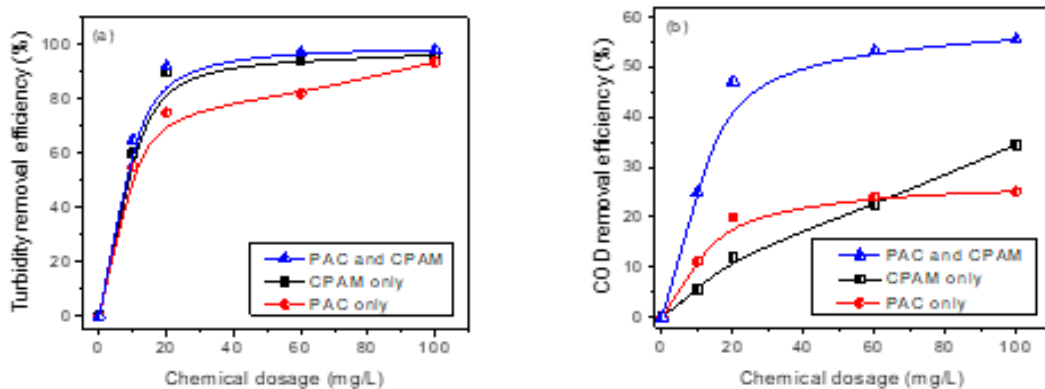 (a)
Turbidity removal efficiency (%)
100
80
60
40
20
0
PAC and CPAM
CPAM only
PAC only
0 20 40 60 80 100
Chemical dosage (mg/L)
(b)
COD removal efficiency (%)
60
50
40
30
20
10
0
PAC and CPAM
CPAM only
PAC only
0 20 40 60 80 100
Chemical dosage (mg/L)